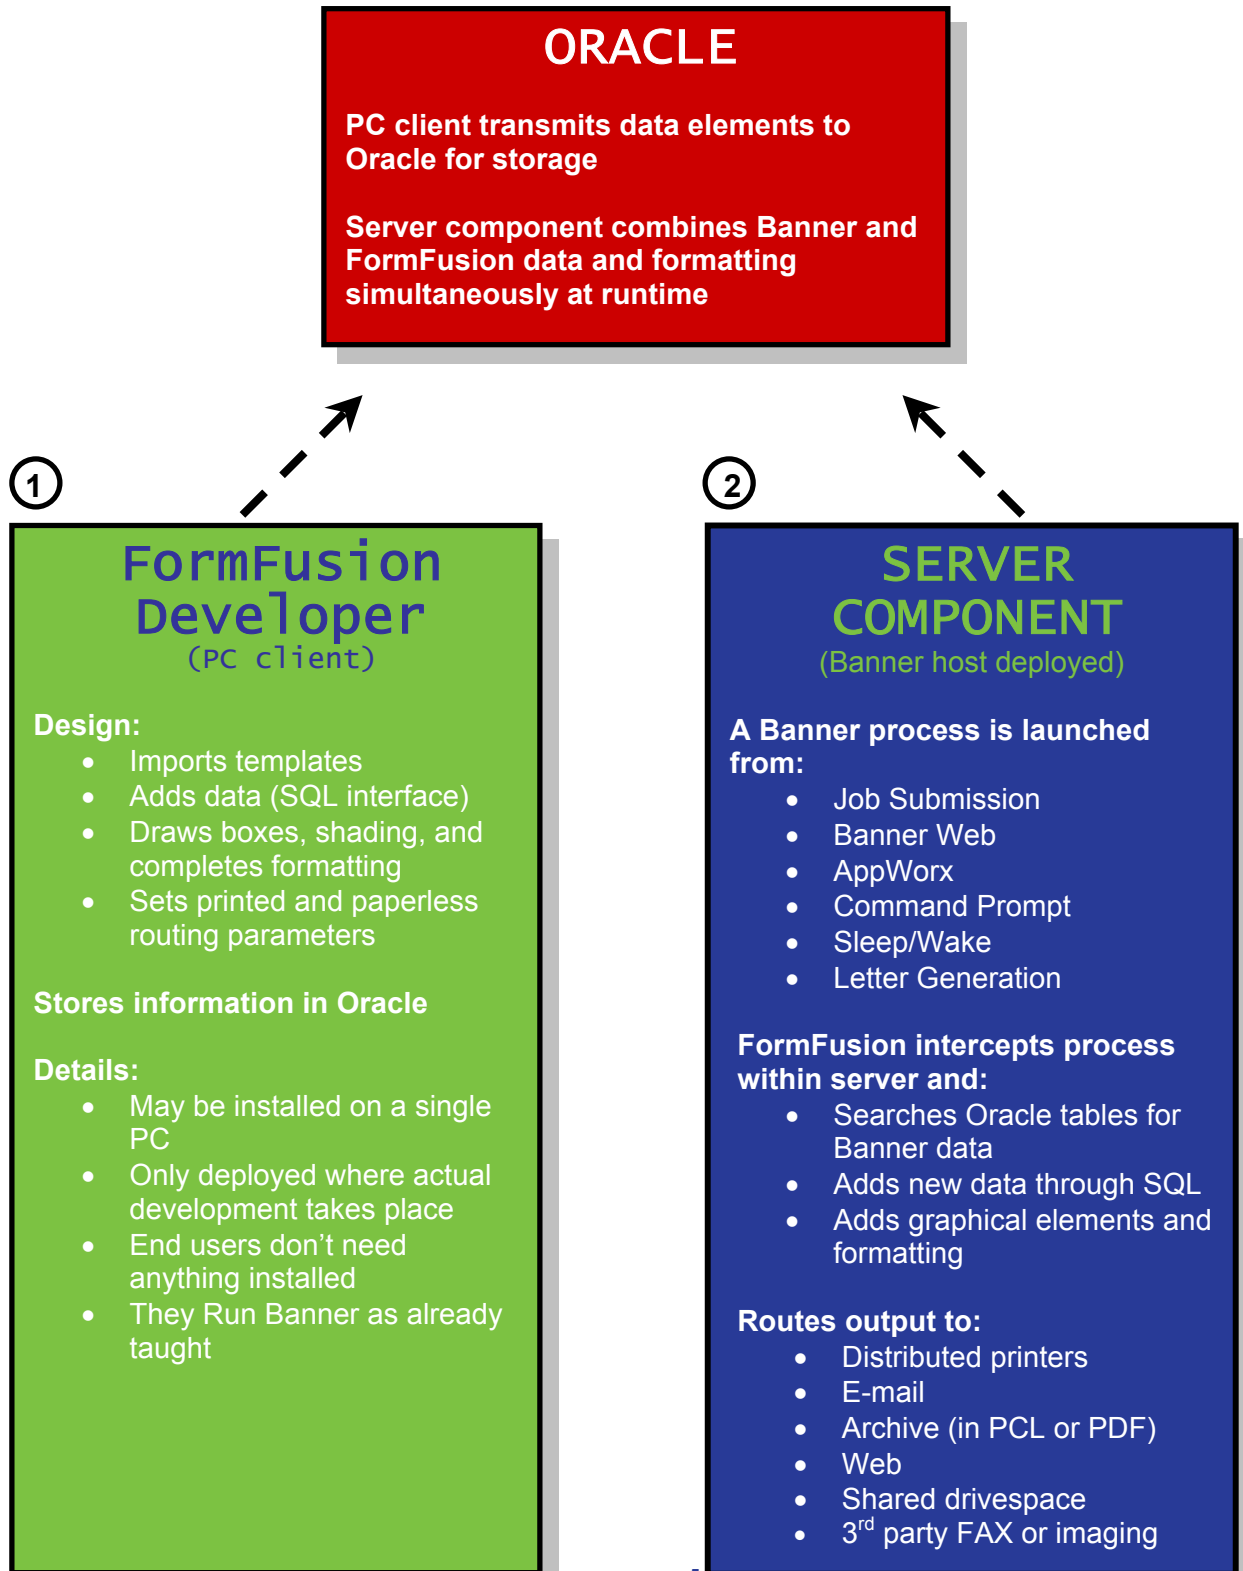 ORACLE
PC client transmits data elements to
Oracle for storage
Server component combines Banner and
FormFusion data and formatting
simultaneously at runtime
1
FormFusion
Developer
(PC client)
Design:
• Imports templates
• Adds data (SQL interface)
• Draws boxes, shading, and
completes formatting
• Sets printed and paperless
routing parameters
Stores information in Oracle
Details:
• May be installed on a single
PC
• Only deployed where actual
development takes place
• End users don’t need
anything installed
• They Run Banner as already
taught
2
SERVER
COMPONENT
(Banner host deployed)
A Banner process is launched
from:
• Job Submission
• Banner Web
• AppWorx
• Command Prompt
• Sleep/Wake
• Letter Generation
FormFusion intercepts process
within server and:
• Searches Oracle tables for
Banner data
• Adds new data through SQL
• Adds graphical elements and
formatting
Routes output to:
• Distributed printers
• E-mail
• Archive (in PCL or PDF)
• Web
• Shared drivespace
• 3rd party FAX or imaging